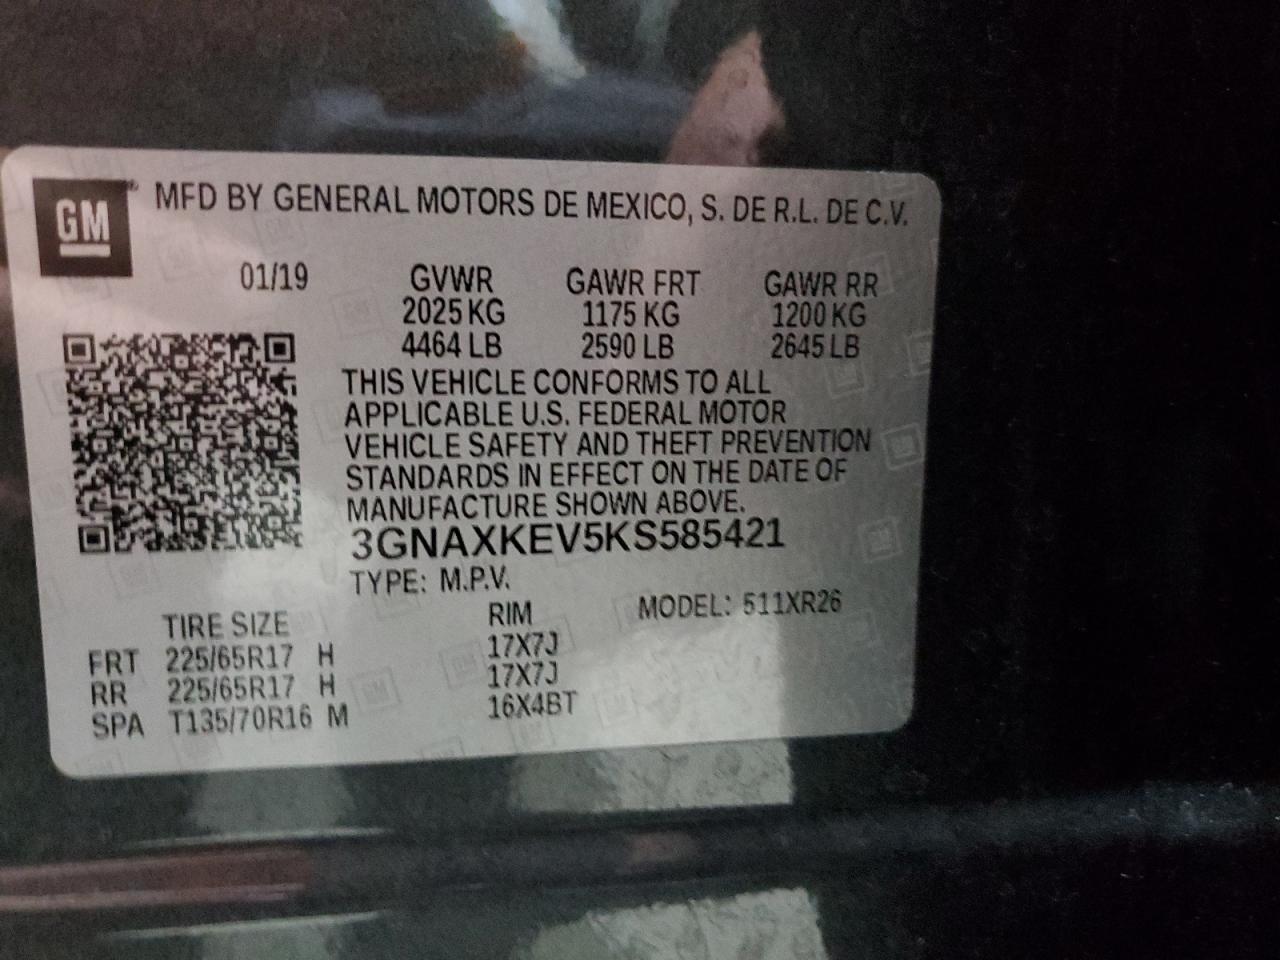 GM
MFD BY GENERAL MOTORS DE MEXICO, S. DE R.L. DE C.V.
01/19 GVWR GAWR FRT GAWR RR
2025 KG 1175 KG 1200 KG
4464 LB 2590 LB 2645 LB
THIS VEHICLE CONFORMS TO ALL
APPLICABLE U.S. FEDERAL MOTOR
VEHICLE SAFETY AND THEFT PREVENTION
STANDARDS IN EFFECT ON THE DATE OF
MANUFACTURE SHOWN ABOVE.
3GNAXKEV5KS585421
TYPE: M.P.V.
TIRE SIZE RIM MODEL: 511XR26
FRT 225/65R17 H 17X7J
RR 225/65R17 H 17X7J
SPA T135/70R16 M 16X4BT